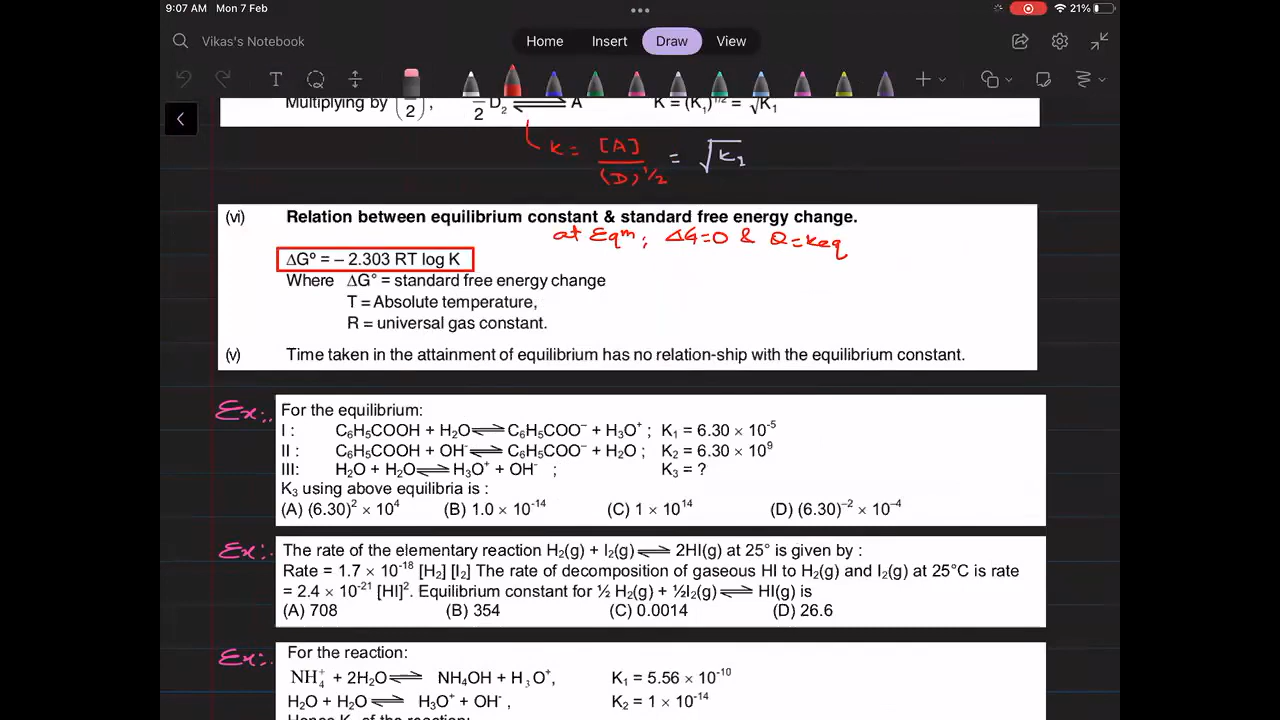 9:07 AM Mon 7 Feb
21%
Vikas's Notebook
Home Insert Draw View
Multiplying by (1/2), 1/2 D₂ ⇌ A K = (K₁)^1/2 = √K₁
K = [A]/(D)^1/2 = √K₁
(vi) Relation between equilibrium constant & standard free energy change.
at Eqᵐ; ΔG=0 & Q=Keq
ΔGº = – 2.303 RT log K
Where ΔG° = standard free energy change
T = Absolute temperature,
R = universal gas constant.
(v) Time taken in the attainment of equilibrium has no relation-ship with the equilibrium constant.
Ex:. For the equilibrium:
I : C₆H₅COOH + H₂O ⇌ C₆H₅COO⁻ + H₃O⁺ ; K₁ = 6.30 × 10⁻⁵
II : C₆H₅COOH + OH⁻ ⇌ C₆H₅COO⁻ + H₂O ; K₂ = 6.30 × 10⁹
III: H₂O + H₂O ⇌ H₃O⁺ + OH⁻ ; K₃ = ?
K₃ using above equilibria is :
(A) (6.30)² × 10⁴ (B) 1.0 × 10⁻¹⁴ (C) 1 × 10¹⁴ (D) (6.30)⁻² × 10⁻⁴
Ex:. The rate of the elementary reaction H₂(g) + I₂(g) ⇌ 2HI(g) at 25° is given by :
Rate = 1.7 × 10⁻¹⁸ [H₂] [I₂] The rate of decomposition of gaseous HI to H₂(g) and I₂(g) at 25°C is rate
= 2.4 × 10⁻²¹ [HI]². Equilibrium constant for ½ H₂(g) + ½I₂(g) ⇌ HI(g) is
(A) 708 (B) 354 (C) 0.0014 (D) 26.6
Ex:. For the reaction:
NH₄⁺ + 2H₂O ⇌ NH₄OH + H₃O⁺, K₁ = 5.56 × 10⁻¹⁰
H₂O + H₂O ⇌ H₃O⁺ + OH⁻, K₂ = 1 × 10⁻¹⁴
Hence K of the reaction: